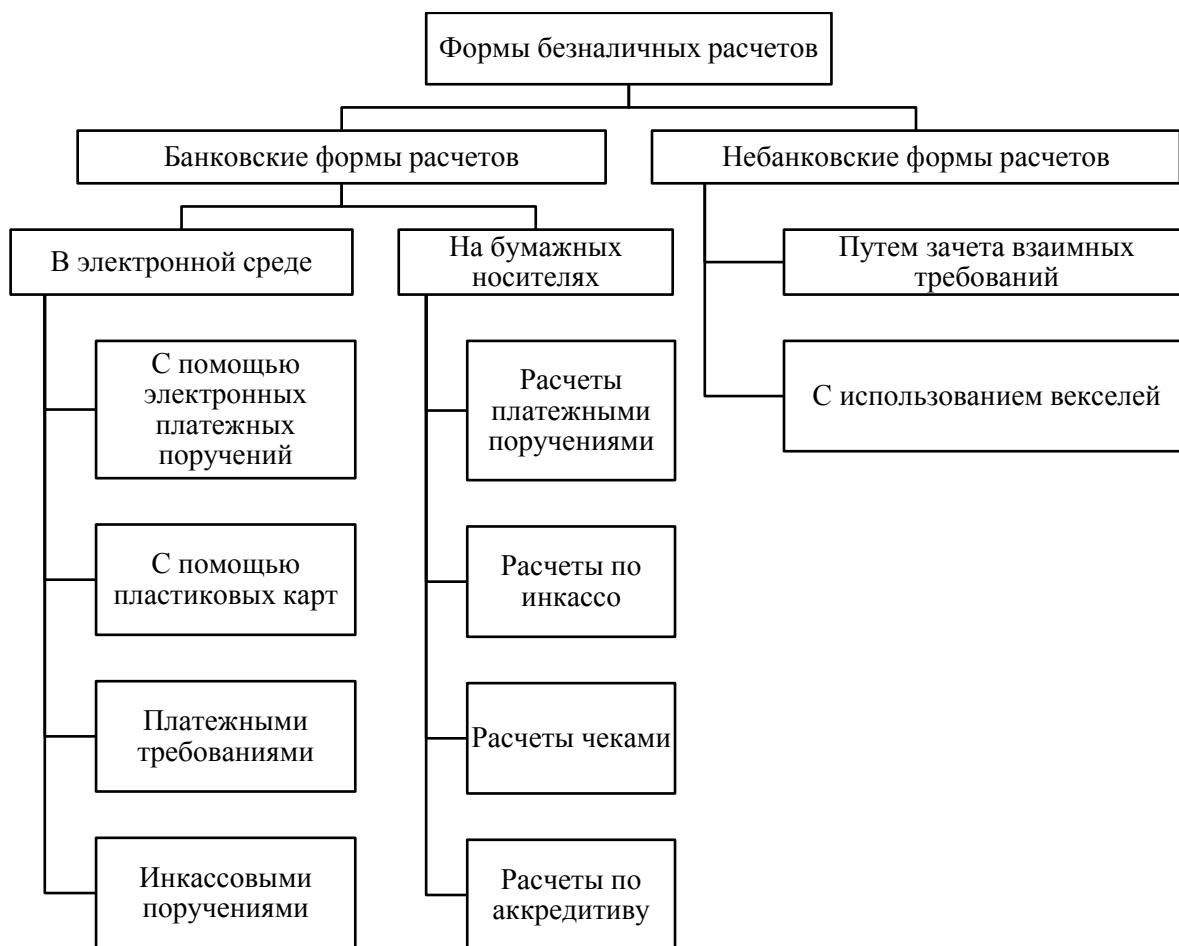 Формы безналичных расчетов
Банковские формы расчетов
Небанковские формы расчетов
В электронной среде
На бумажных
носителях
Путем зачета взаимных
требований
С помощью
электронных
платежных
поручений
Расчеты
платежными
поручениями
С использованием векселей
С помощью
пластиковых карт
Расчеты по
инкассо
Платежными
требованиями
Расчеты чеками
Инкассовыми
поручениями
Расчеты по
аккредитиву